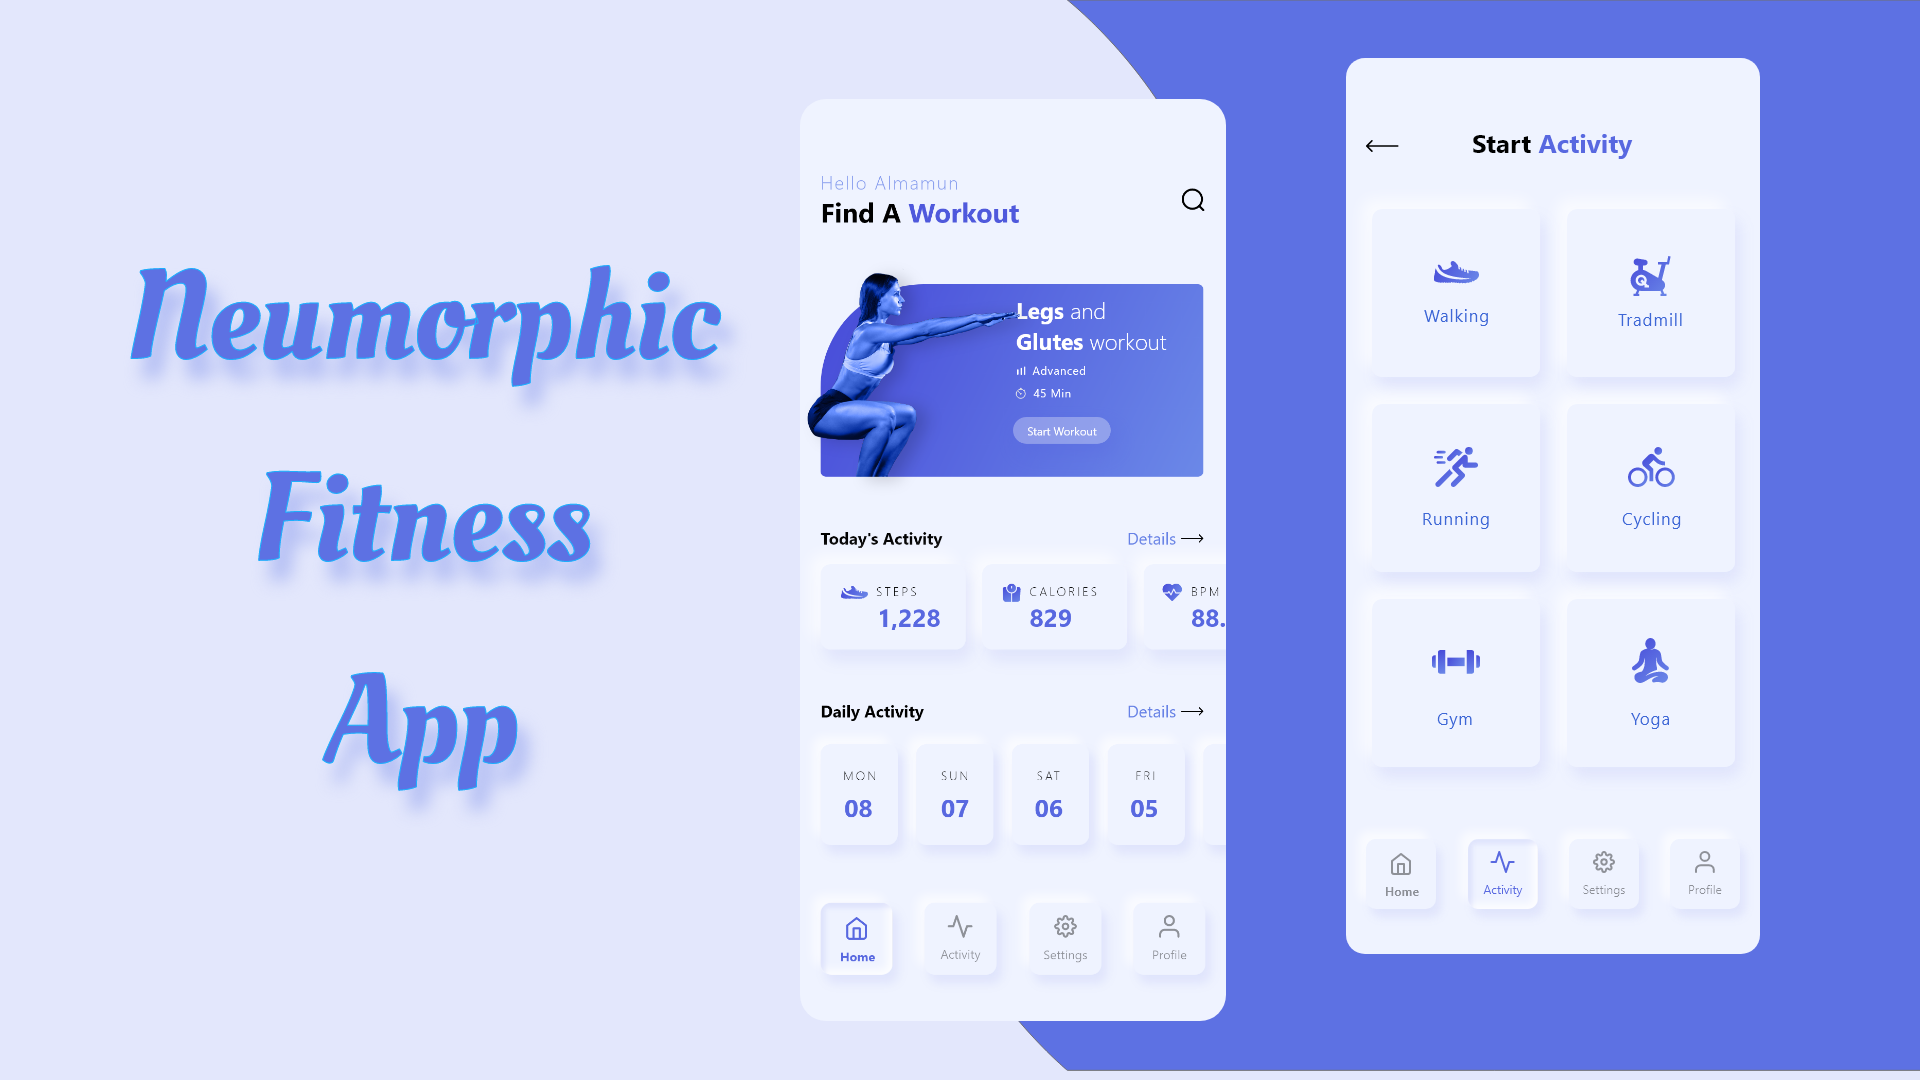 Neumorphic
Fitness
App
Hello Almamun
Find A Workout
Legs and
Glutes workout
Advanced
45 Min
Start Workout
Today's Activity
Details
STEPS
1,228
CALORIES
829
BPM
88.
Daily Activity
Details
MON
08
SUN
07
SAT
06
FRI
05
Home
Activity
Settings
Profile
Start Activity
Walking
Tradmill
Running
Cycling
Gym
Yoga
Home
Activity
Settings
Profile